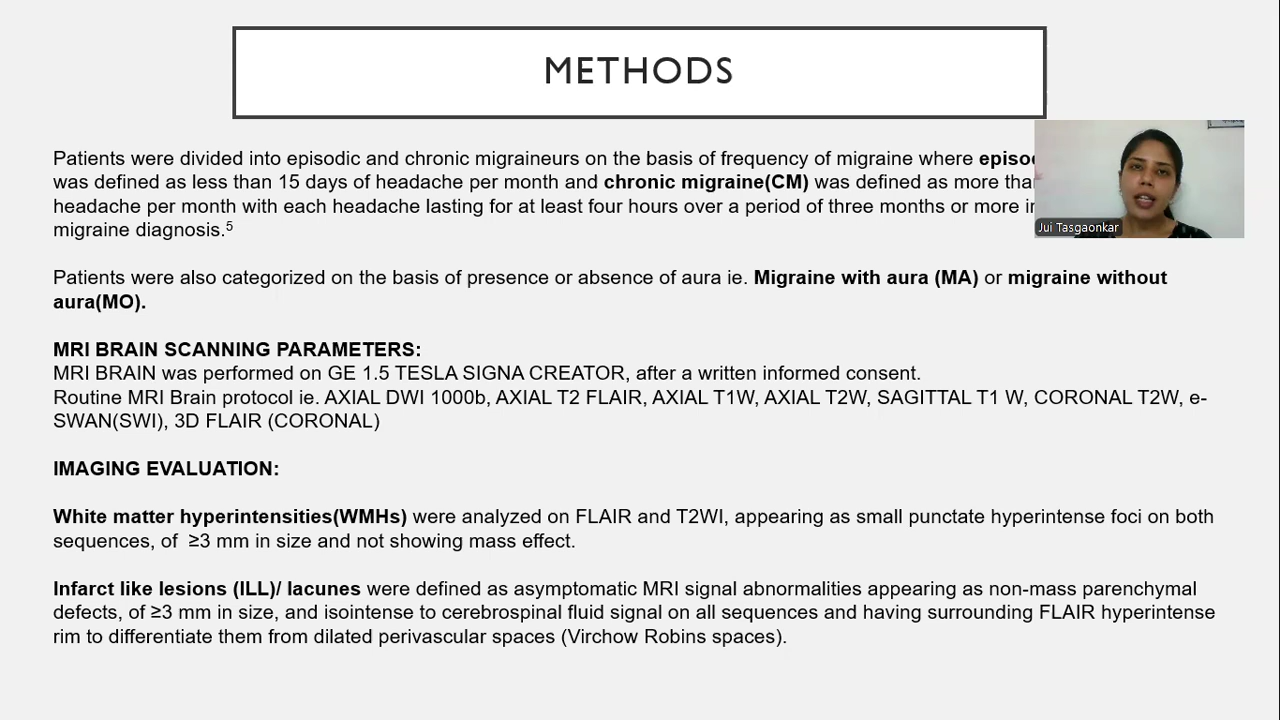 METHODS
Patients were divided into episodic and chronic migraineurs on the basis of frequency of migraine where
was defined as less than 15 days of headache per month and chronic migraine(CM) was defined as more
headache per month with each headache lasting for at least four hours over a period of three months or more
migraine diagnosis.⁵
Jui Tasgaonkar
Patients were also categorized on the basis of presence or absence of aura ie. Migraine with aura (MA) or migraine without
aura(MO).
MRI BRAIN SCANNING PARAMETERS:
MRI BRAIN was performed on GE 1.5 TESLA SIGNA CREATOR, after a written informed consent.
Routine MRI Brain protocol ie. AXIAL DWI 1000b, AXIAL T2 FLAIR, AXIAL T1W, AXIAL T2W, SAGITTAL T1 W, CORONAL T2W, e-
SWAN(SWI), 3D FLAIR (CORONAL)
IMAGING EVALUATION:
White matter hyperintensities(WMHs) were analyzed on FLAIR and T2WI, appearing as small punctate hyperintense foci on both
sequences, of ≥3 mm in size and not showing mass effect.
Infarct like lesions (ILL)/ lacunes were defined as asymptomatic MRI signal abnormalities appearing as non-mass parenchymal
defects, of ≥3 mm in size, and isointense to cerebrospinal fluid signal on all sequences and having surrounding FLAIR hyperintense
rim to differentiate them from dilated perivascular spaces (Virchow Robins spaces).